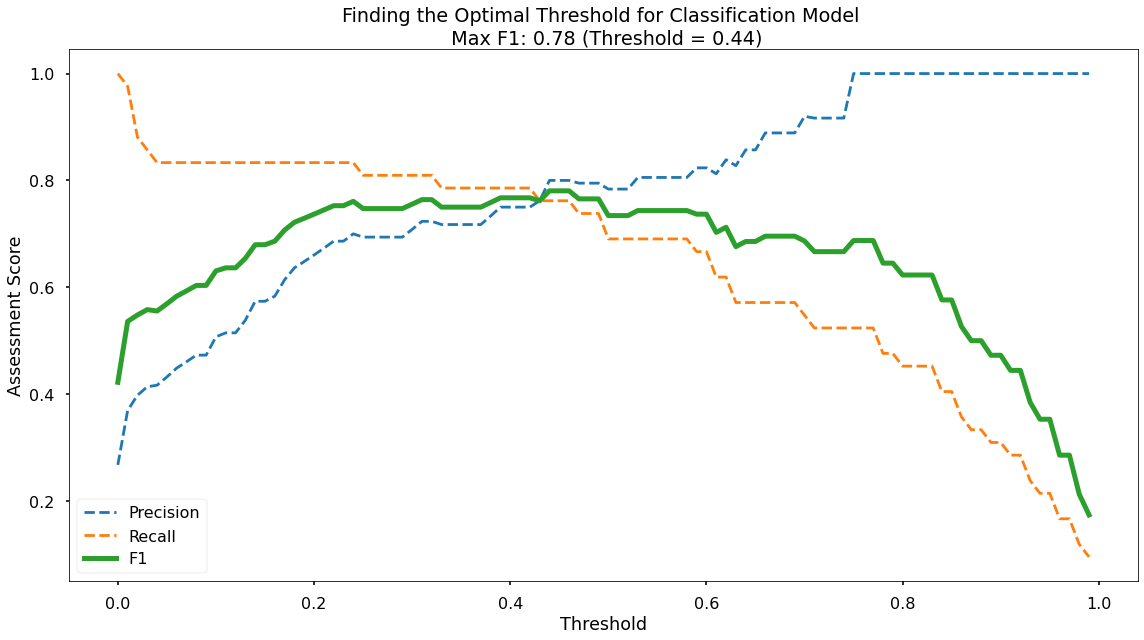 Finding the Optimal Threshold for Classification Model
Max F1: 0.78 (Threshold = 0.44)
1.0
0.8
0.6
0.4
0.2
Assessment Score
Precision
Recall
F1
0.0 0.2 0.4 0.6 0.8 1.0
Threshold